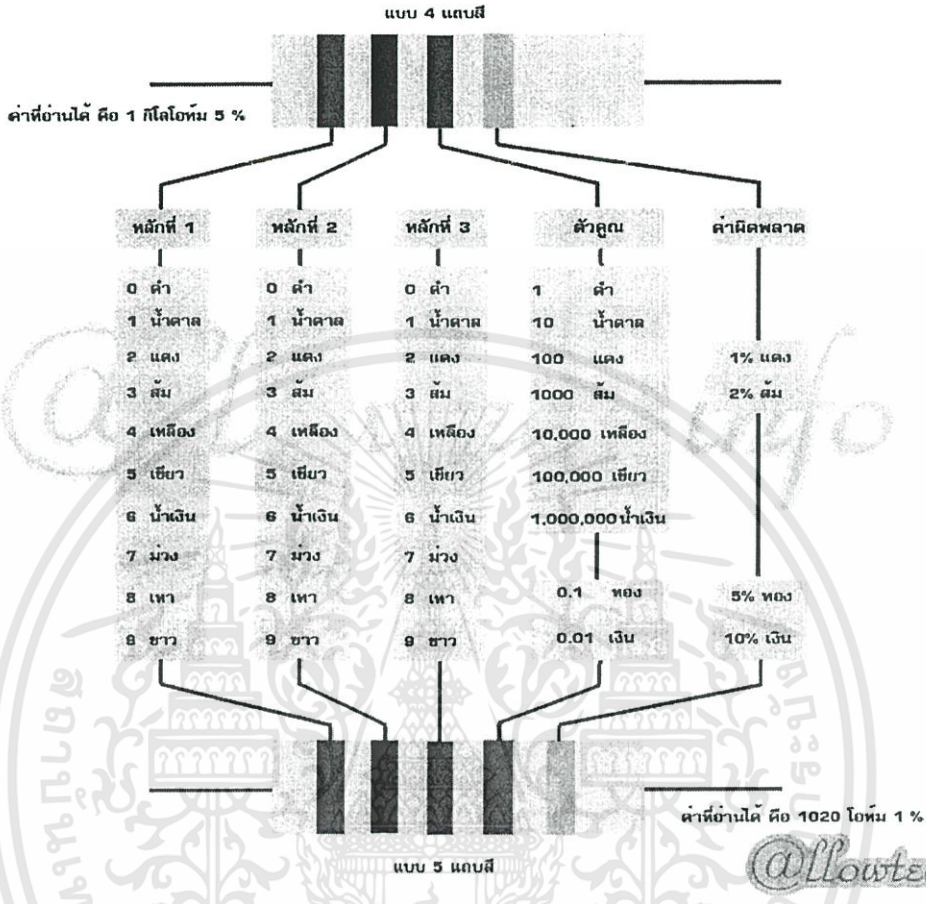 แบบ 4 แถบสี
ค่าที่อ่านได้ คือ 1 กิโลโอห์ม 5 %
หลักที่ 1 หลักที่ 2 หลักที่ 3 ตัวคูณ ค่าผิดพลาด
0 ดำ 0 ดำ 0 ดำ 1 ดำ
1 น้ำตาล 1 น้ำตาล 1 น้ำตาล 10 น้ำตาล
2 แดง 2 แดง 2 แดง 100 แดง 1% แดง
3 ส้ม 3 ส้ม 3 ส้ม 1000 ส้ม 2% ส้ม
4 เหลือง 4 เหลือง 4 เหลือง 10,000 เหลือง
5 เขียว 5 เขียว 5 เขียว 100,000 เขียว
6 น้ำเงิน 6 น้ำเงิน 6 น้ำเงิน 1,000,000 น้ำเงิน
7 ม่วง 7 ม่วง 7 ม่วง
8 เทา 8 เทา 8 เทา 0.1 ทอง 5% ทอง
9 ขาว 9 ขาว 9 ขาว 0.01 เงิน 10% เงิน
ค่าที่อ่านได้ คือ 1020 โอห์ม 1 %
แบบ 5 แถบสี
@llowte